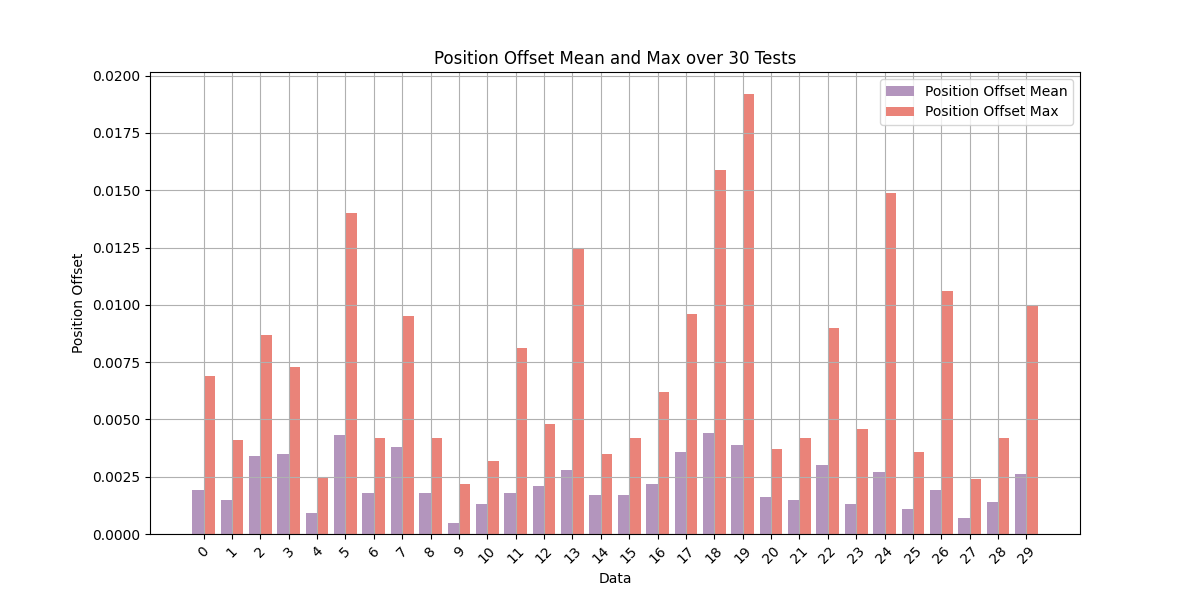 Position Offset Mean and Max over 30 Tests
Position Offset Mean
Position Offset Max
Position Offset
0.0200
0.0175
0.0150
0.0125
0.0100
0.0075
0.0050
0.0025
0.0000
0 1 2 3 4 5 6 7 8 9 10 11 12 13 14 15 16 17 18 19 20 21 22 23 24 25 26 27 28 29
Data